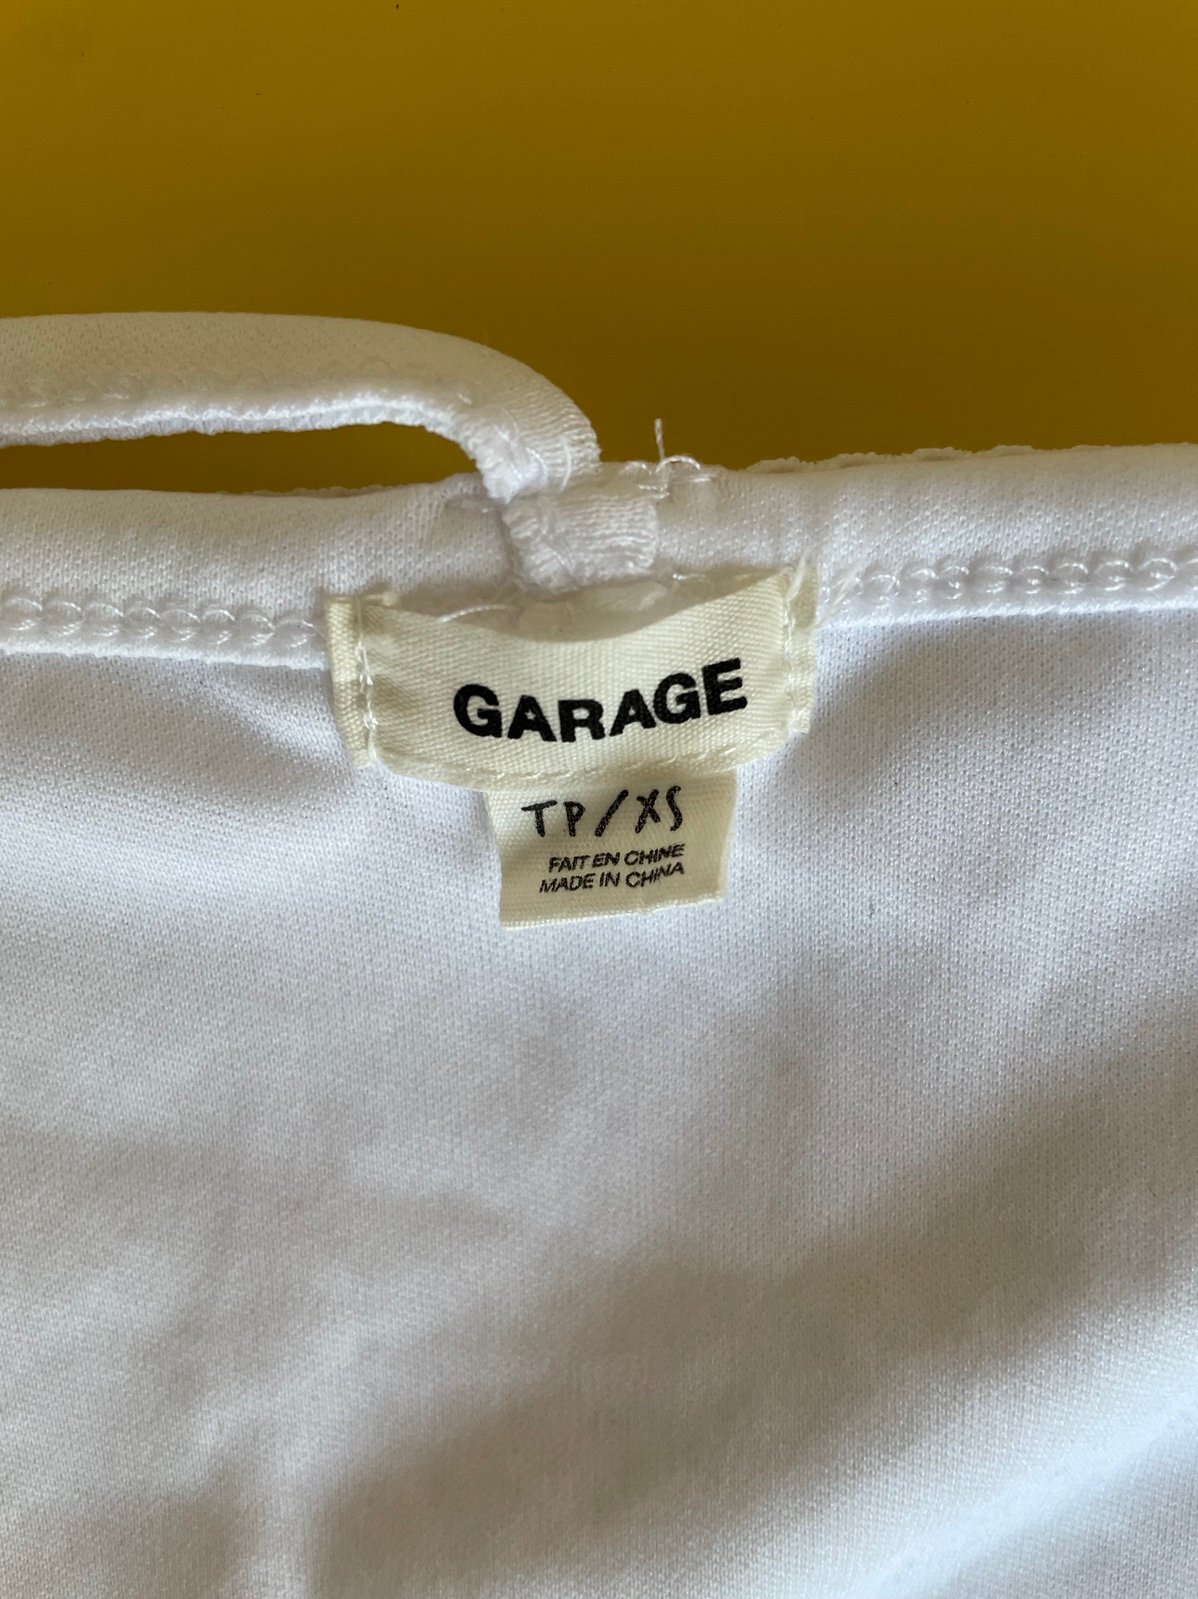 GARAGE
TP/XS
FAIT EN CHINE
MADE IN CHINA